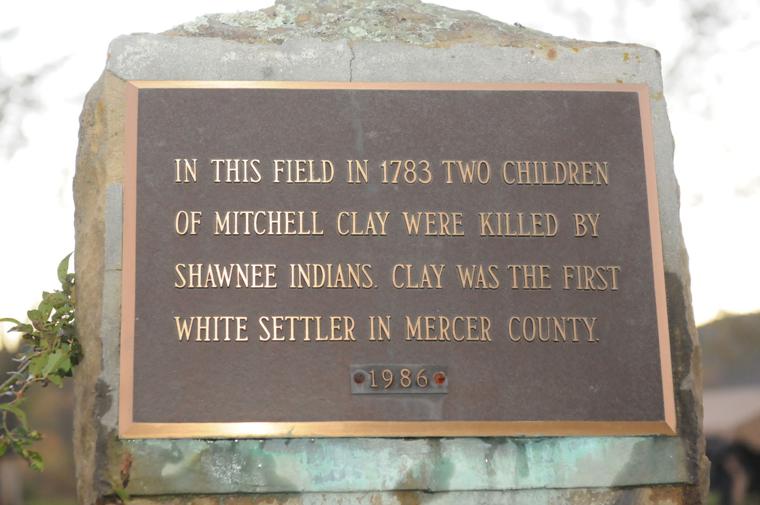 IN THIS FIELD IN 1783 TWO CHILDREN
OF MITCHELL CLAY WERE KILLED BY
SHAWNEE INDIANS. CLAY WAS THE FIRST
WHITE SETTLER IN MERCER COUNTY.
1986